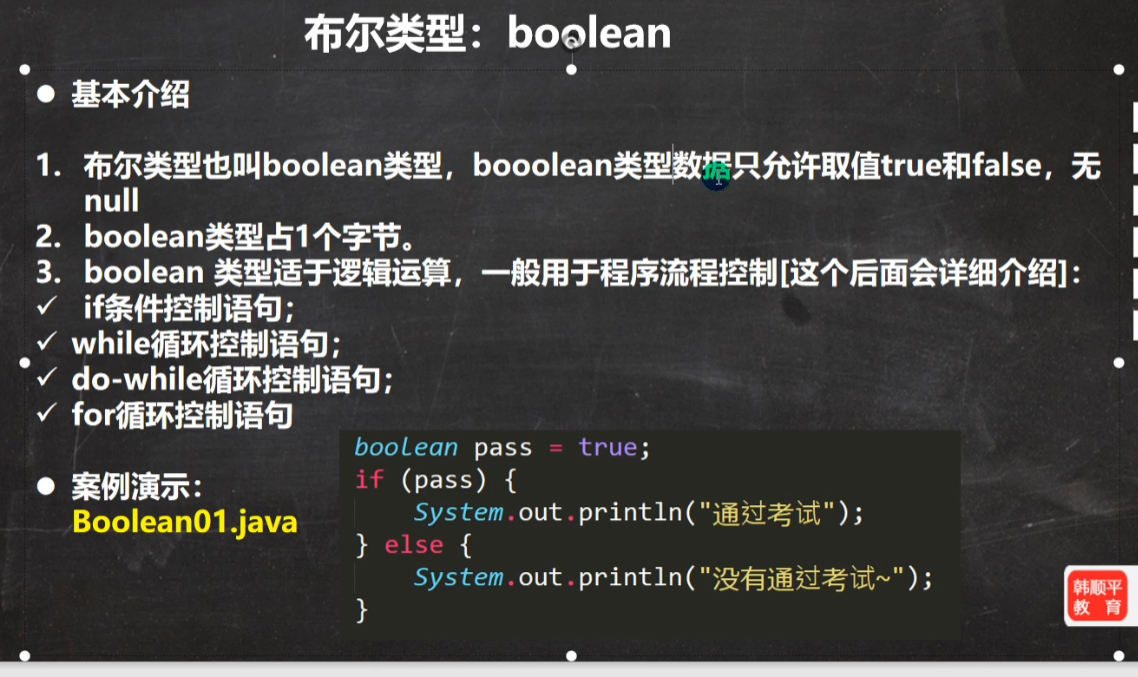 布尔类型：boolean
● 基本介绍
1. 布尔类型也叫boolean类型，booolean类型数据只允许取值true和false，无
null
2. boolean类型占1个字节。
3. boolean 类型适于逻辑运算，一般用于程序流程控制[这个后面会详细介绍]：
✓ if条件控制语句；
✓ while循环控制语句；
✓ do-while循环控制语句；
✓ for循环控制语句
● 案例演示：
Boolean01.java
boolean pass = true;
if (pass) {
    System.out.println("通过考试");
} else {
    System.out.println("没有通过考试~");
}
韩顺平
教 育